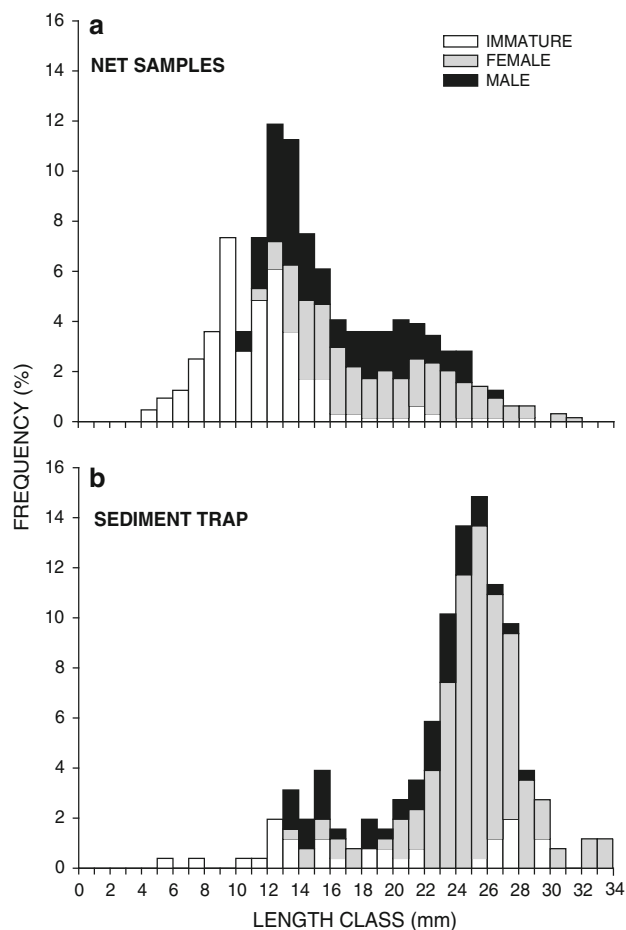 a
NET SAMPLES
IMMATURE
FEMALE
MALE
16
14
12
10
8
6
4
2
0
FREQUENCY (%)
b
SEDIMENT TRAP
16
14
12
10
8
6
4
2
0
0 2 4 6 8 10 12 14 16 18 20 22 24 26 28 30 32 34
LENGTH CLASS (mm)